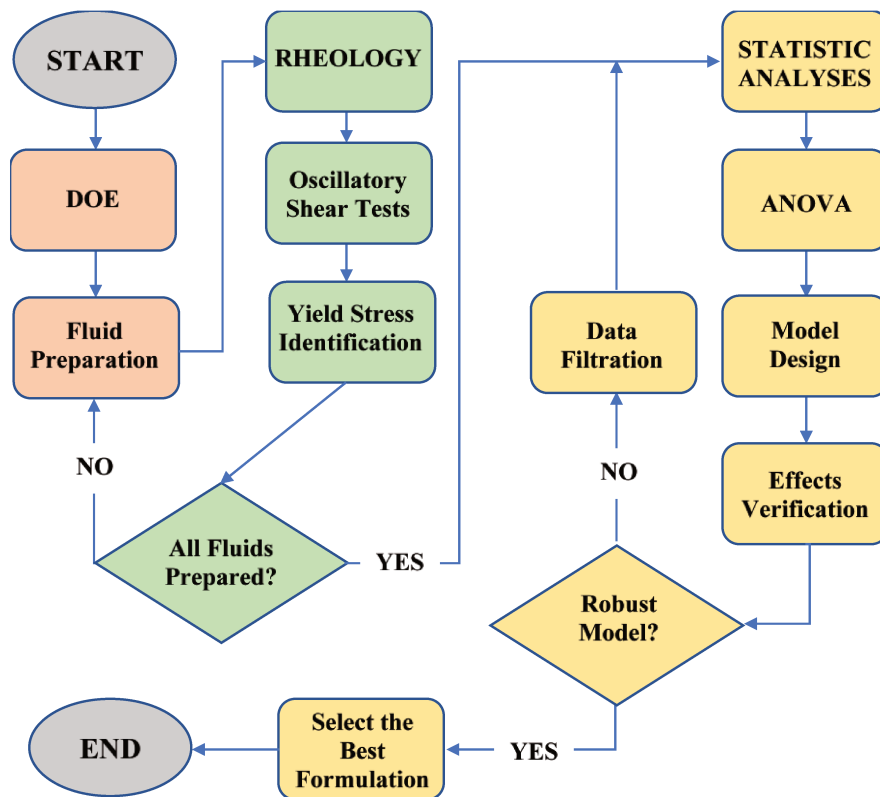 START
DOE
Fluid
Preparation
NO
RHEOLOGY
Oscillatory
Shear Tests
Yield Stress
Identification
All Fluids
Prepared?
YES
STATISTIC
ANALYSES
ANOVA
Model
Design
Effects
Verification
Robust
Model?
NO
Data
Filtration
YES
Select the
Best
Formulation
END